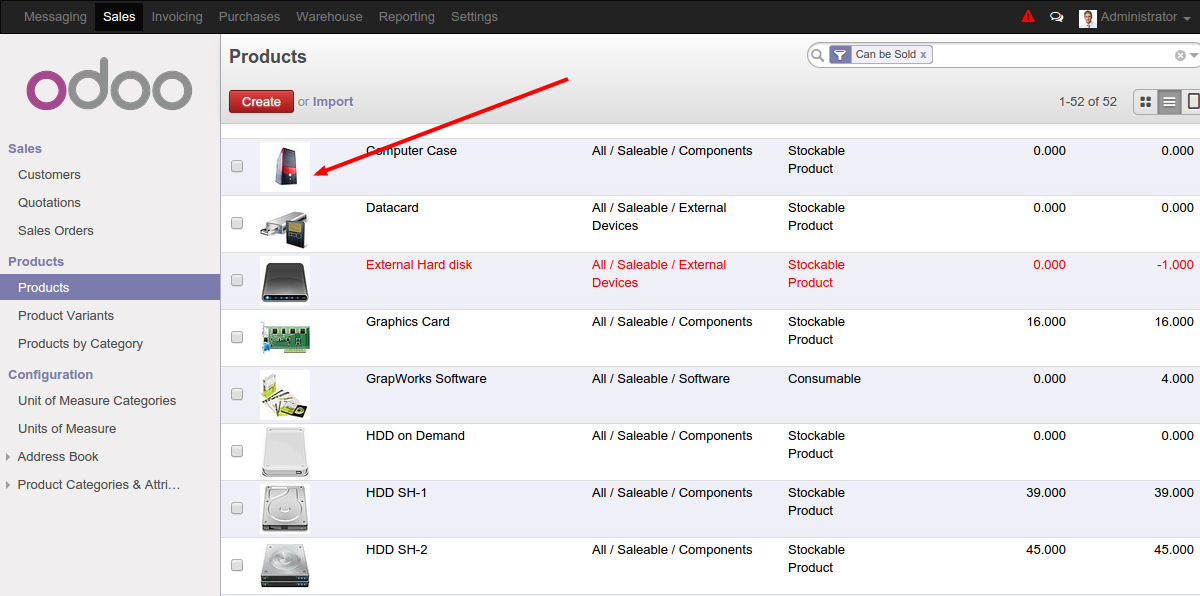 Messaging Sales Invoicing Purchases Warehouse Reporting Settings Administrator
odoo
Sales
Customers
Quotations
Sales Orders
Products
Products
Product Variants
Products by Category
Configuration
Unit of Measure Categories
Units of Measure
Address Book
Product Categories & Attri…
Products
Can be Sold x
Create or Import
1-52 of 52
Computer Case All / Saleable / Components Stockable Product 0.000 0.000
Datacard All / Saleable / External Devices Stockable Product 0.000 0.000
External Hard disk All / Saleable / External Devices Stockable Product 0.000 -1.000
Graphics Card All / Saleable / Components Stockable Product 16.000 16.000
GrapWorks Software All / Saleable / Software Consumable 0.000 4.000
HDD on Demand All / Saleable / Components Stockable Product 0.000 0.000
HDD SH-1 All / Saleable / Components Stockable Product 39.000 39.000
HDD SH-2 All / Saleable / Components Stockable Product 45.000 45.000